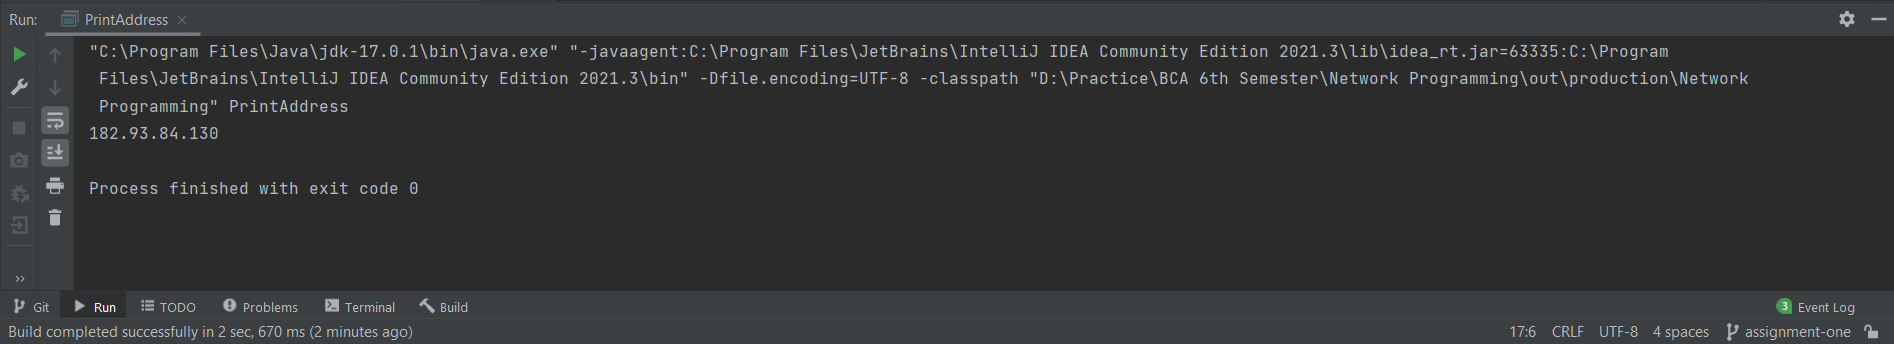 Run: PrintAddress
"C:\Program Files\Java\jdk-17.0.1\bin\java.exe" "-javaagent:C:\Program Files\JetBrains\IntelliJ IDEA Community Edition 2021.3\lib\idea_rt.jar=63335:C:\Program
Files\JetBrains\IntelliJ IDEA Community Edition 2021.3\bin" -Dfile.encoding=UTF-8 -classpath "D:\Practice\BCA 6th Semester\Network Programming\out\production\Network
Programming" PrintAddress
182.93.84.130
Process finished with exit code 0
Git Run TODO Problems Terminal Build 3 Event Log
Build completed successfully in 2 sec, 670 ms (2 minutes ago) 17:6 CRLF UTF-8 4 spaces assignment-one